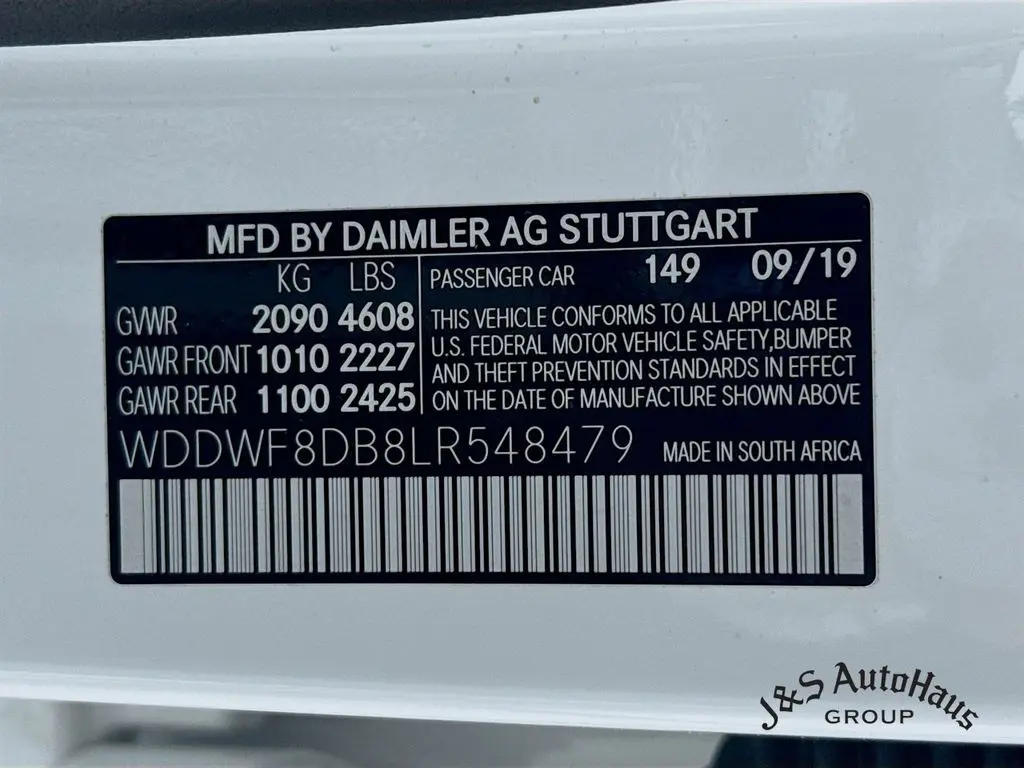 MFD BY DAIMLER AG STUTTGART
KG LBS
GVWR 2090 4608
GAWR FRONT 1010 2227
GAWR REAR 1100 2425
PASSENGER CAR 149 09/19
THIS VEHICLE CONFORMS TO ALL APPLICABLE
U.S. FEDERAL MOTOR VEHICLE SAFETY,BUMPER
AND THEFT PREVENTION STANDARDS IN EFFECT
ON THE DATE OF MANUFACTURE SHOWN ABOVE
WDDWF8DB8LR548479 MADE IN SOUTH AFRICA
J&S AutoHaus
GROUP